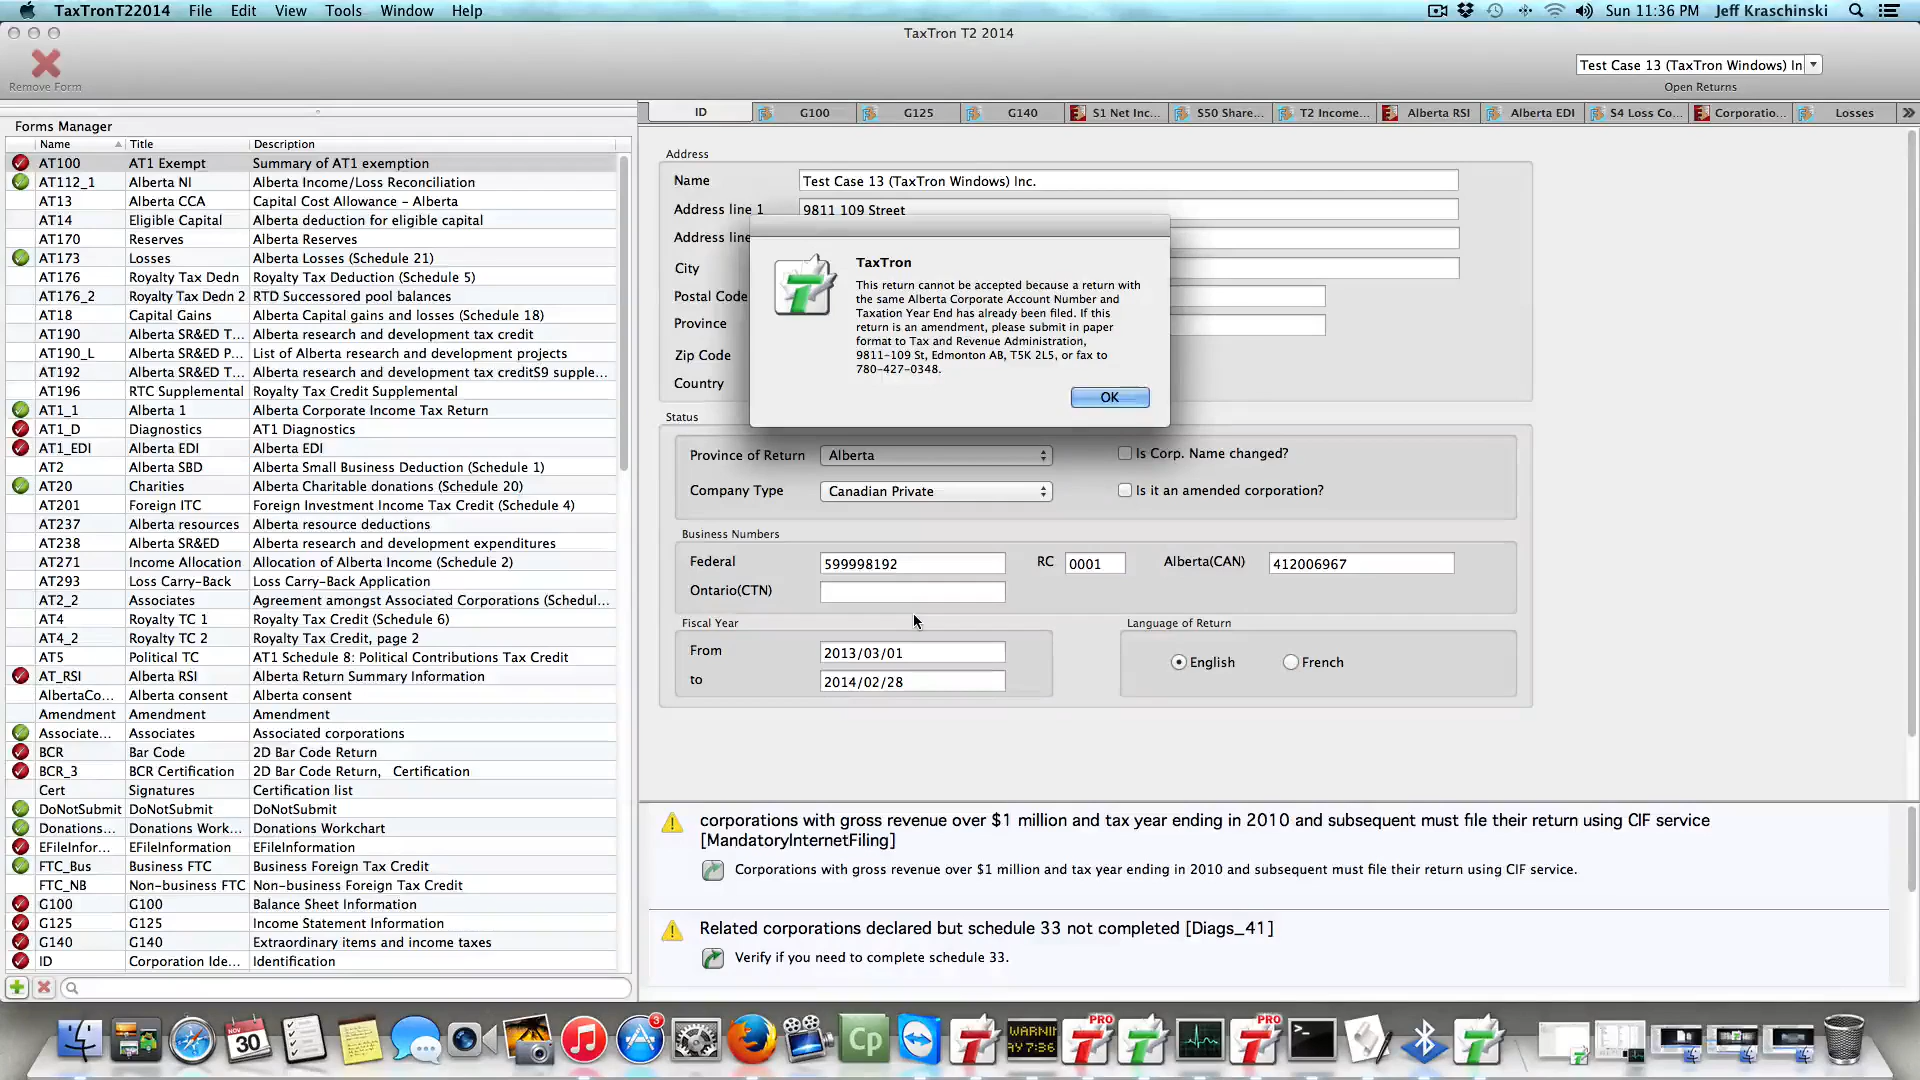 TaxTronT22014 File Edit View Tools Window Help
Sun 11:36 PM Jeff Kraschinski
TaxTron T2 2014
Remove Form
Test Case 13 (TaxTron Windows) In
Open Returns
Forms Manager
Name Title Description
AT100 AT1 Exempt Summary of AT1 exemption
AT112_1 Alberta NI Alberta Income/Loss Reconciliation
AT13 Alberta CCA Capital Cost Allowance - Alberta
AT14 Eligible Capital Alberta deduction for eligible capital
AT170 Reserves Alberta Reserves
AT173 Losses Alberta Losses (Schedule 21)
AT176 Royalty Tax Dedn Royalty Tax Deduction (Schedule 5)
AT176_2 Royalty Tax Dedn 2 RTD Successored pool balances
AT18 Capital Gains Alberta Capital gains and losses (Schedule 18)
AT190 Alberta SR&ED T... Alberta research and development tax credit
AT190_L Alberta SR&ED P... List of Alberta research and development projects
AT192 Alberta SR&ED T... Alberta research and development tax creditS9 supple...
AT196 RTC Supplemental Royalty Tax Credit Supplemental
AT1_1 Alberta 1 Alberta Corporate Income Tax Return
AT1_D Diagnostics AT1 Diagnostics
AT1_EDI Alberta EDI Alberta EDI
AT2 Alberta SBD Alberta Small Business Deduction (Schedule 1)
AT20 Charities Alberta Charitable donations (Schedule 20)
AT201 Foreign ITC Foreign Investment Income Tax Credit (Schedule 4)
AT237 Alberta resources Alberta resource deductions
AT238 Alberta SR&ED Alberta research and development expenditures
AT271 Income Allocation Allocation of Alberta Income (Schedule 2)
AT293 Loss Carry-Back Loss Carry-Back Application
AT2_2 Associates Agreement amongst Associated Corporations (Schedul...
AT4 Royalty TC 1 Royalty Tax Credit (Schedule 6)
AT4_2 Royalty TC 2 Royalty Tax Credit, page 2
AT5 Political TC AT1 Schedule 8: Political Contributions Tax Credit
AT_RSI Alberta RSI Alberta Return Summary Information
AlbertaCo... Alberta consent Alberta consent
Amendment Amendment Amendment
Associate... Associates Associated corporations
BCR Bar Code 2D Bar Code Return
BCR_3 BCR Certification 2D Bar Code Return, Certification
Cert Signatures Certification list
DoNotSubmit DoNotSubmit DoNotSubmit
Donations... Donations Work... Donations Workchart
EFileInfor... EFileInformation EFileInformation
FTC_Bus Business FTC Business Foreign Tax Credit
FTC_NB Non-business FTC Non-business Foreign Tax Credit
G100 G100 Balance Sheet Information
G125 G125 Income Statement Information
G140 G140 Extraordinary items and income taxes
ID Corporation Ide... Identification
ID G100 G125 G140 S1 Net Inc... S50 Share... T2 Income... Alberta RSI Alberta EDI S4 Loss Co... Corporatio... Losses
Address
Name Test Case 13 (TaxTron Windows) Inc.
Address line 1 9811 109 Street
Address line
City
Postal Code
Province
Zip Code
Country
TaxTron
This return cannot be accepted because a return with
the same Alberta Corporate Account Number and
Taxation Year End has already been filed. If this
return is an amendment, please submit in paper
format to Tax and Revenue Administration,
9811-109 St, Edmonton AB, T5K 2L5, or fax to
780-427-0348.
OK
Status
Province of Return Alberta Is Corp. Name changed?
Company Type Canadian Private Is it an amended corporation?
Business Numbers
Federal 599998192 RC 0001 Alberta(CAN) 412006967
Ontario(CTN)
Fiscal Year Language of Return
From 2013/03/01 English French
to 2014/02/28
corporations with gross revenue over $1 million and tax year ending in 2010 and subsequent must file their return using CIF service
[MandatoryInternetFiling]
Corporations with gross revenue over $1 million and tax year ending in 2010 and subsequent must file their return using CIF service.
Related corporations declared but schedule 33 not completed [Diags_41]
Verify if you need to complete schedule 33.
NOV 30 3 Cp WARNIN AY 7:36 PRO PRO